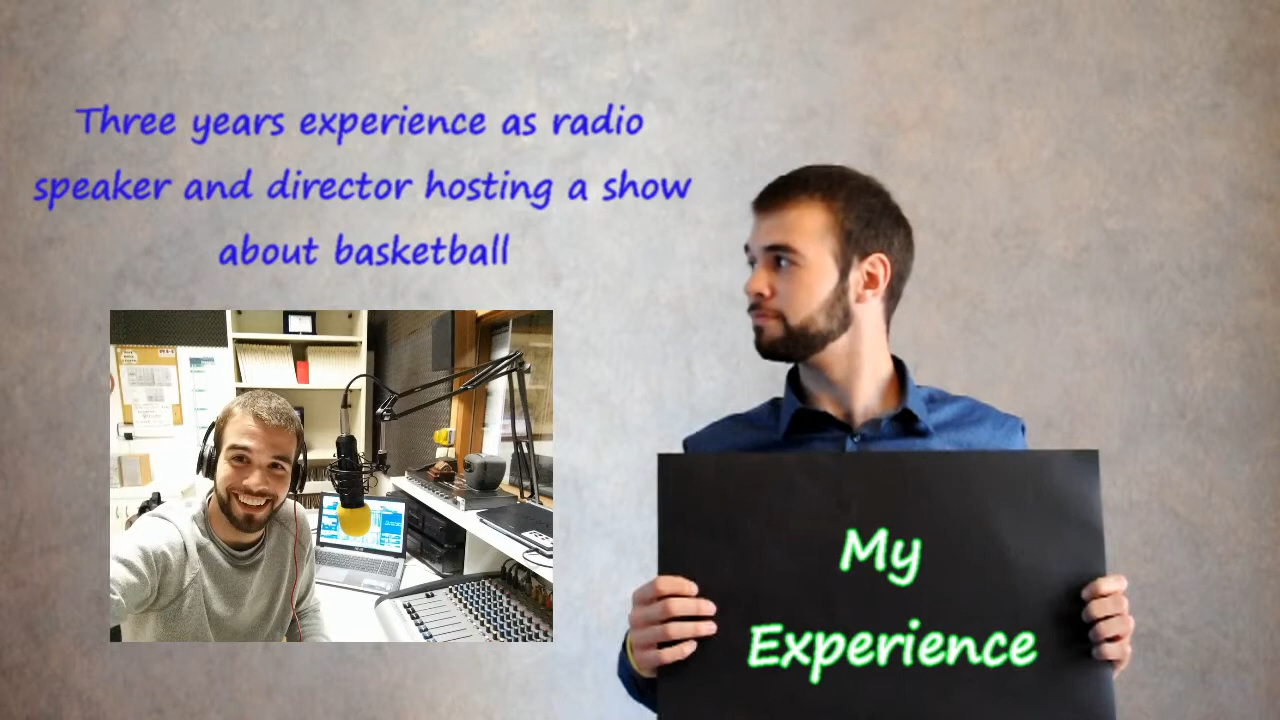 Three years experience as radio
speaker and director hosting a show
about basketball
My
Experience